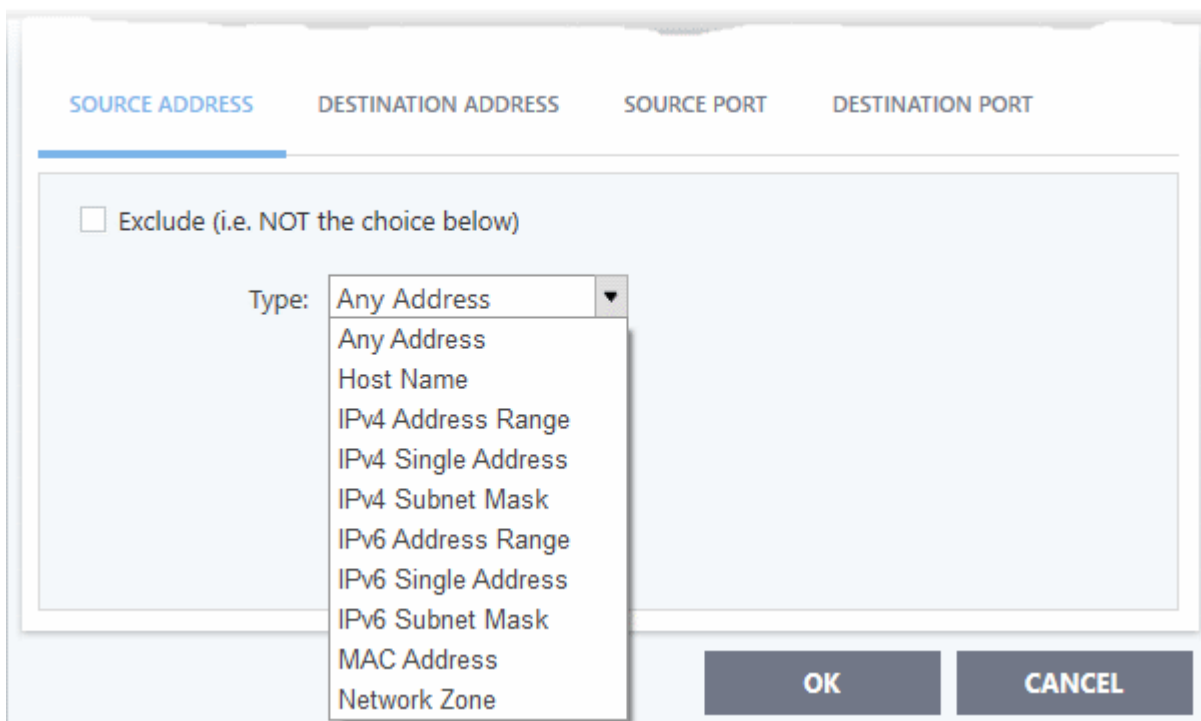 SOURCE ADDRESS DESTINATION ADDRESS SOURCE PORT DESTINATION PORT
Exclude (i.e. NOT the choice below)
Type: Any Address
Any Address
Host Name
IPv4 Address Range
IPv4 Single Address
IPv4 Subnet Mask
IPv6 Address Range
IPv6 Single Address
IPv6 Subnet Mask
MAC Address
Network Zone
OK CANCEL